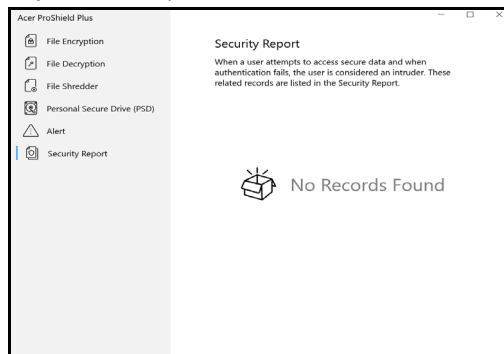 Acer ProShield Plus
File Encryption
File Decryption
File Shredder
Personal Secure Drive (PSD)
Alert
Security Report
Security Report
When a user attempts to access secure data and when
authentication fails, the user is considered an intruder. These
related records are listed in the Security Report.
No Records Found